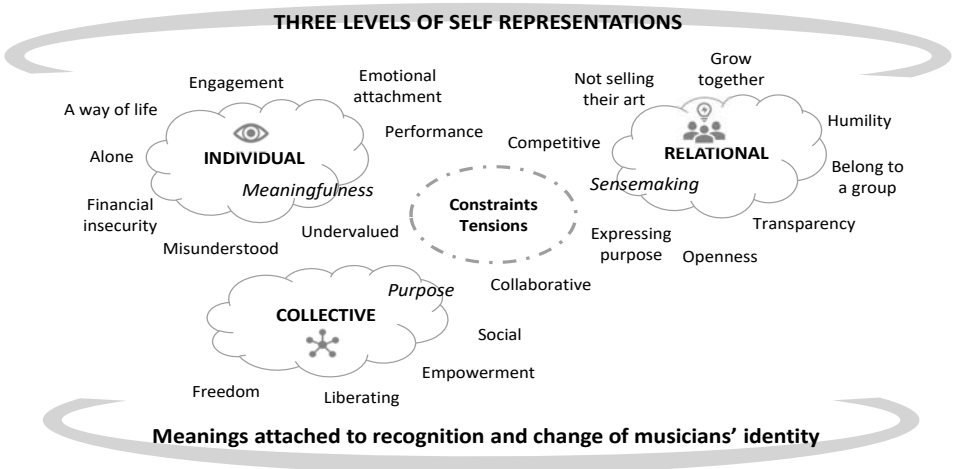 THREE LEVELS OF SELF REPRESENTATIONS
Engagement
Emotional
attachment
A way of life
Performance
Alone
INDIVIDUAL
Meaningfulness
Financial
insecurity
Misunderstood
Undervalued
Not selling
their art
Grow
together
Competitive
Humility
RELATIONAL
Sensemaking
Belong to
a group
Transparency
Expressing
purpose
Openness
Constraints
Tensions
Purpose
Collaborative
COLLECTIVE
Social
Empowerment
Freedom
Liberating
Meanings attached to recognition and change of musicians’ identity